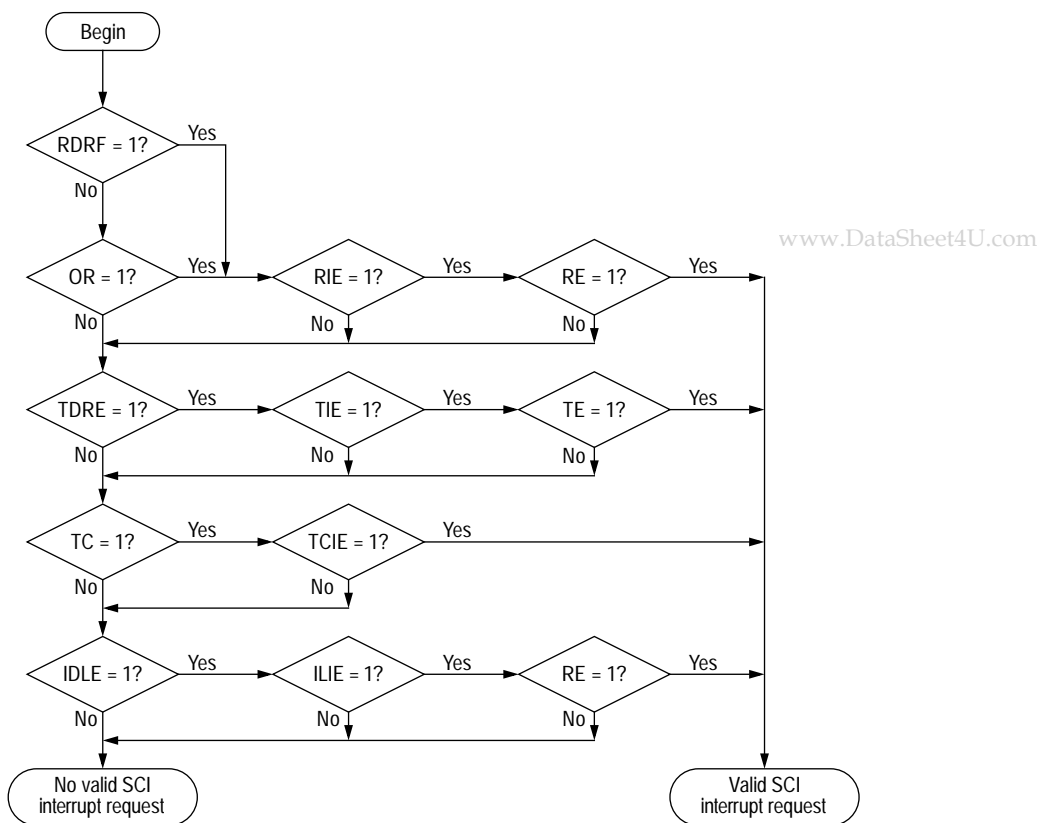 Begin
RDRF = 1?
Yes
No
www.DataSheet4U.com
OR = 1?
Yes
RIE = 1?
Yes
RE = 1?
Yes
No
No
No
TDRE = 1?
Yes
TIE = 1?
Yes
TE = 1?
Yes
No
No
No
TC = 1?
Yes
TCIE = 1?
Yes
No
No
IDLE = 1?
Yes
ILIE = 1?
Yes
RE = 1?
Yes
No
No
No
No valid SCI
interrupt request
Valid SCI
interrupt request